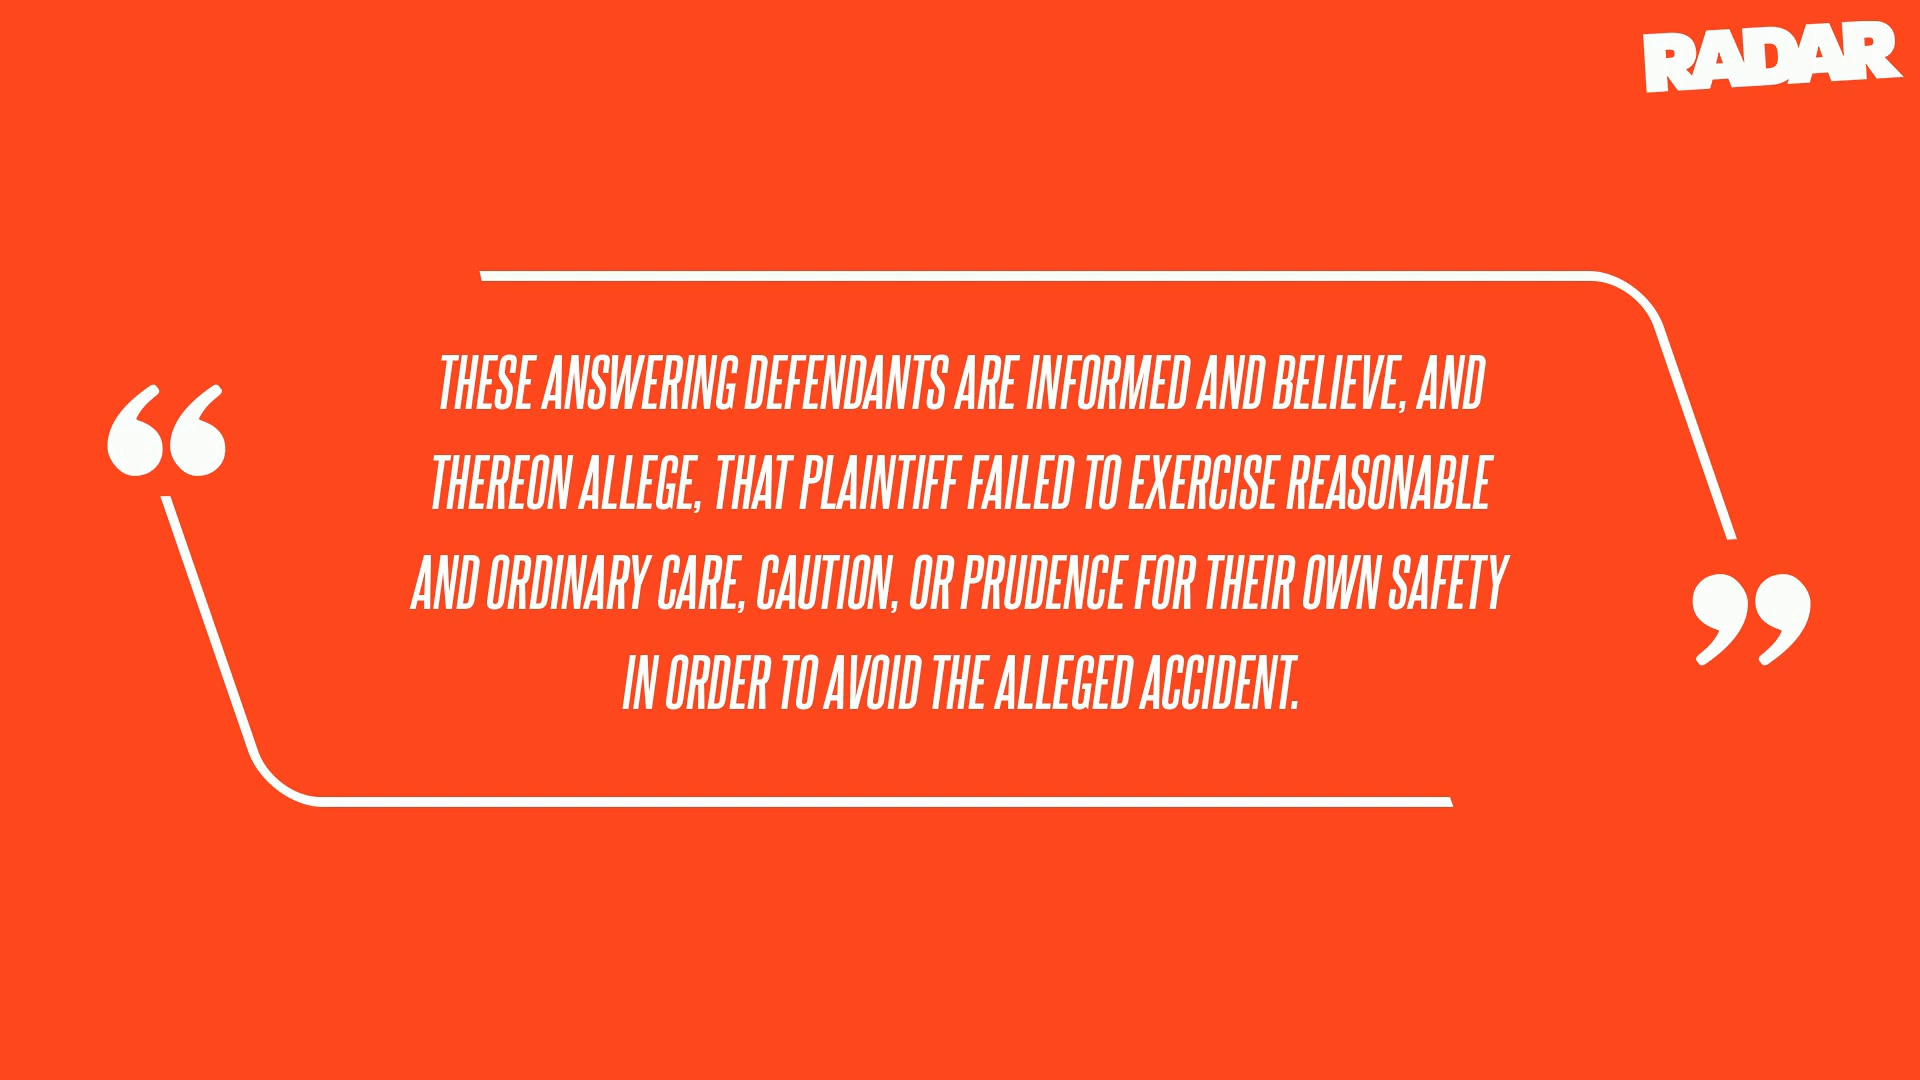 RADAR
“
THESE ANSWERING DEFENDANTS ARE INFORMED AND BELIEVE, AND
THEREON ALLEGE, THAT PLAINTIFF FAILED TO EXERCISE REASONABLE
AND ORDINARY CARE, CAUTION, OR PRUDENCE FOR THEIR OWN SAFETY
IN ORDER TO AVOID THE ALLEGED ACCIDENT.
”